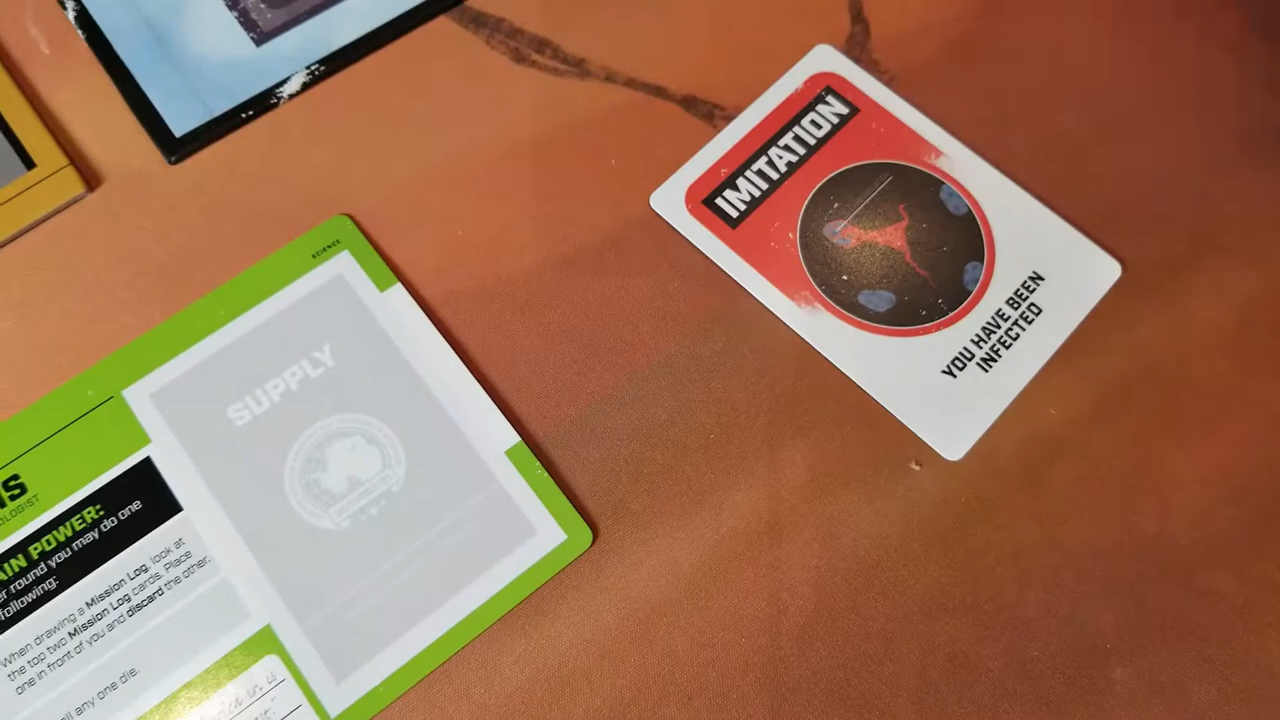 IMITATION
YOU HAVE BEEN
INFECTED
SCIENCE
SUPPLY
AIN POWER:
er round you may do one
following:
When drawing a Mission Log, look at
the top two Mission Log cards. Place
one in front of you and discard the other.
any one die.